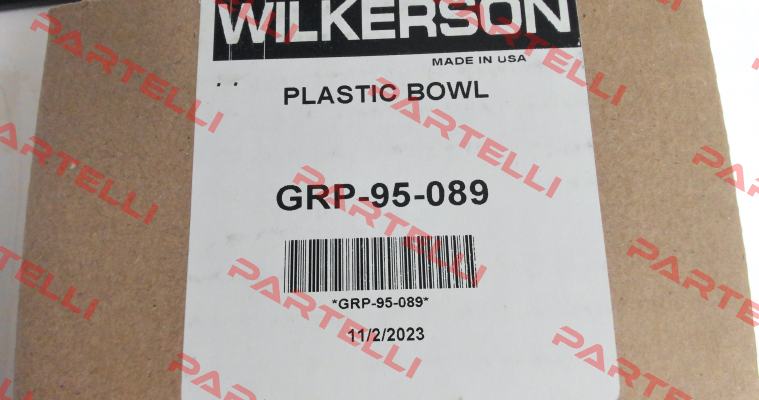 WILKERSON
MADE IN USA
PLASTIC BOWL
GRP-95-089
*GRP-95-089*
11/2/2023
PARTELLI
PARTELLI
PARTELLI
PARTELLI
PARTELLI
PARTELLI
PARTELLI
PARTELLI
PARTELLI